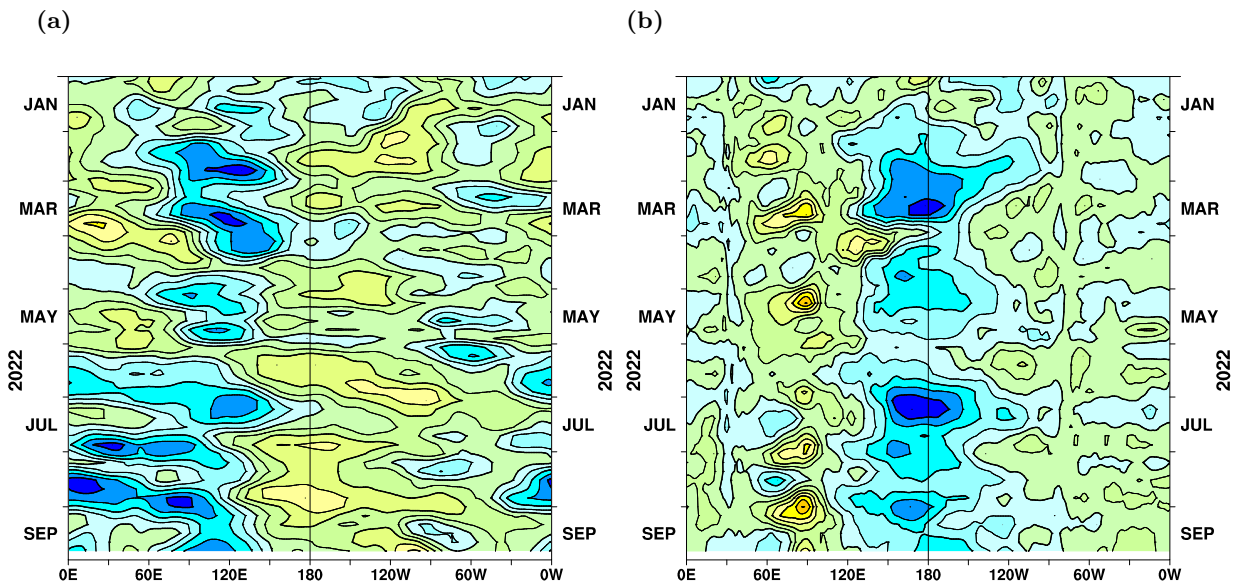 (a)
(b)
JAN JAN JAN JAN
MAR MAR MAR MAR
MAY MAY MAY MAY
2022 2022 2022 2022
JUL JUL JUL JUL
SEP SEP SEP SEP
0E 60E 120E 180 120W 60W 0W
0E 60E 120E 180 120W 60W 0W